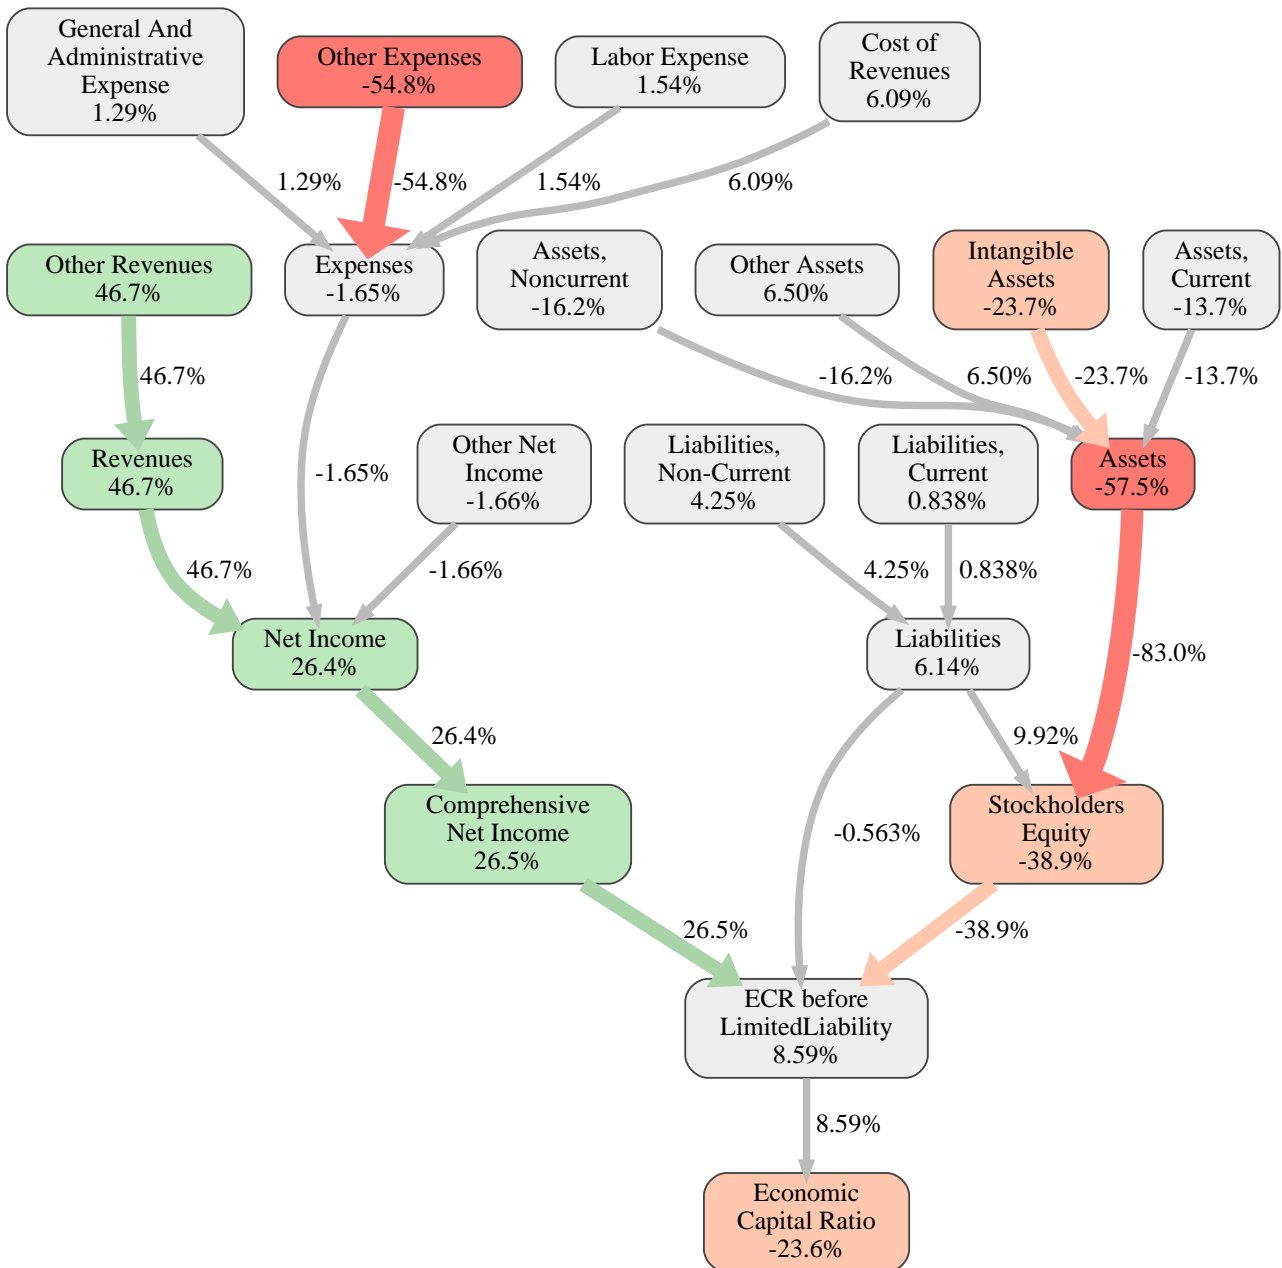 General And
Administrative
Expense
1.29%
Other Expenses
-54.8%
Labor Expense
1.54%
Cost of
Revenues
6.09%
1.29%
-54.8%
1.54%
6.09%
Other Revenues
46.7%
Expenses
-1.65%
Assets,
Noncurrent
-16.2%
Other Assets
6.50%
Intangible
Assets
-23.7%
Assets,
Current
-13.7%
46.7%
-16.2%
6.50%
-23.7%
-13.7%
Revenues
46.7%
-1.65%
Other Net
Income
-1.66%
Liabilities,
Non-Current
4.25%
Liabilities,
Current
0.838%
Assets
-57.5%
46.7%
-1.66%
4.25%
0.838%
Net Income
26.4%
Liabilities
6.14%
-83.0%
26.4%
9.92%
Comprehensive
Net Income
26.5%
-0.563%
Stockholders
Equity
-38.9%
26.5%
-38.9%
ECR before
LimitedLiability
8.59%
8.59%
Economic
Capital Ratio
-23.6%